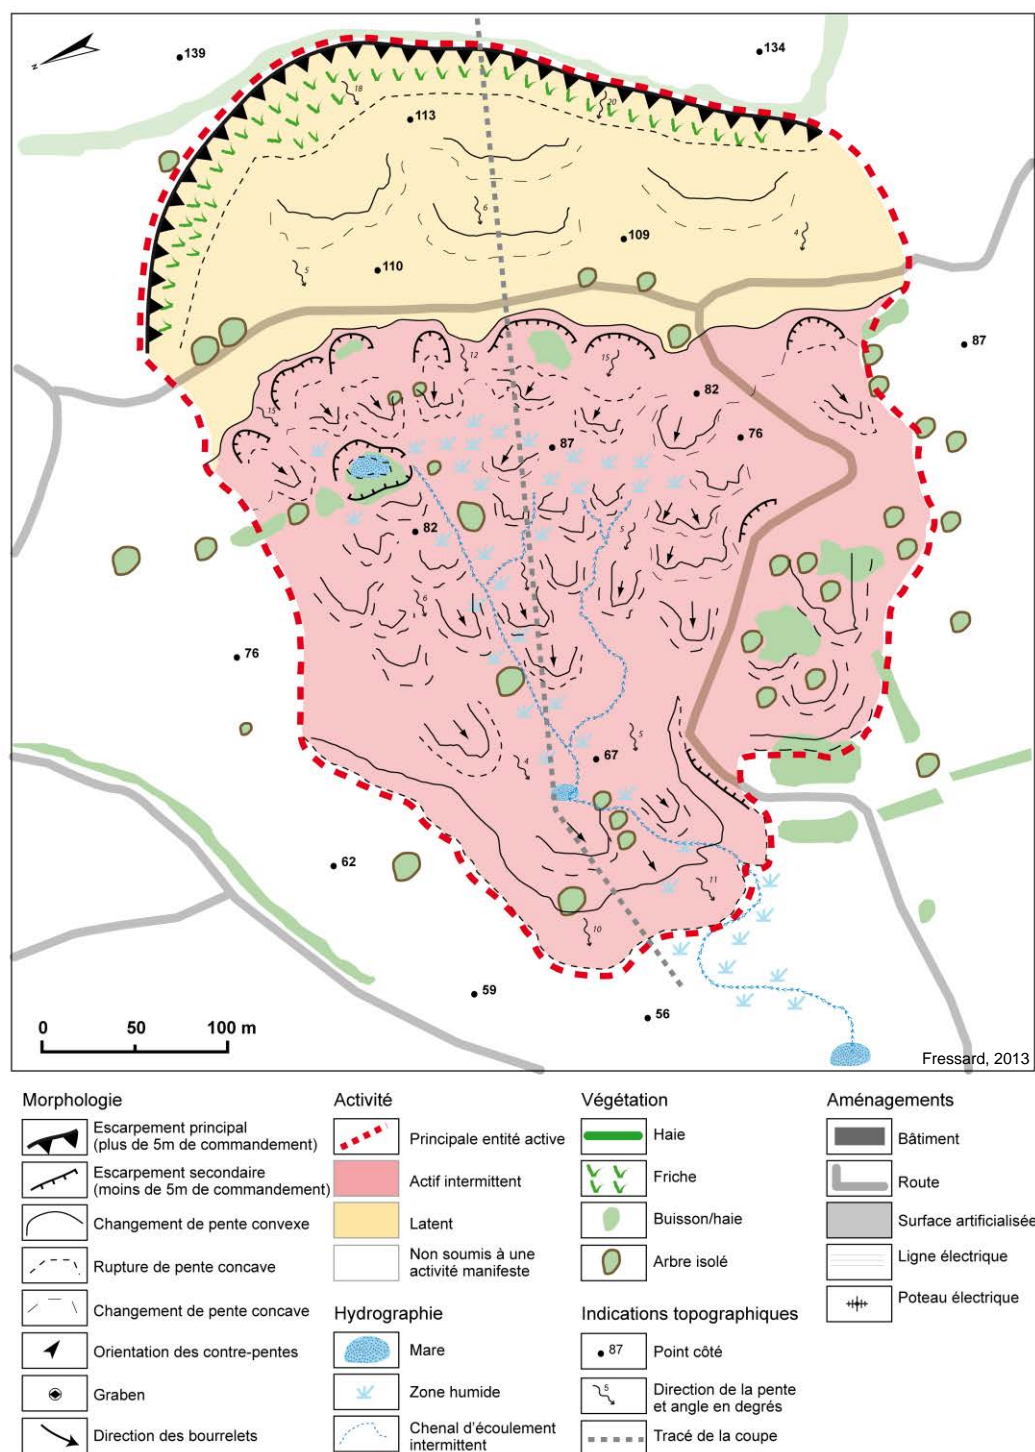 N
139
134
18
20
113
6
109
4
110
5
87
12
15
82
15
76
87
82
5
6
76
5
67
4
62
11
10
59
56
0 50 100 m
Fressard, 2013
Morphologie
Escarpement principal
(plus de 5m de commandement)
Escarpement secondaire
(moins de 5m de commandement)
Changement de pente convexe
Rupture de pente concave
Changement de pente concave
Orientation des contre-pentes
Graben
Direction des bourrelets
Activité
Principale entité active
Actif intermittent
Latent
Non soumis à une
activité manifeste
Hydrographie
Mare
Zone humide
Chenal d'écoulement
intermittent
Végétation
Haie
Friche
Buisson/haie
Arbre isolé
Indications topographiques
87
Point côté
5
Direction de la pente
et angle en degrés
Tracé de la coupe
Aménagements
Bâtiment
Route
Surface artificialisée
Ligne électrique
Poteau électrique